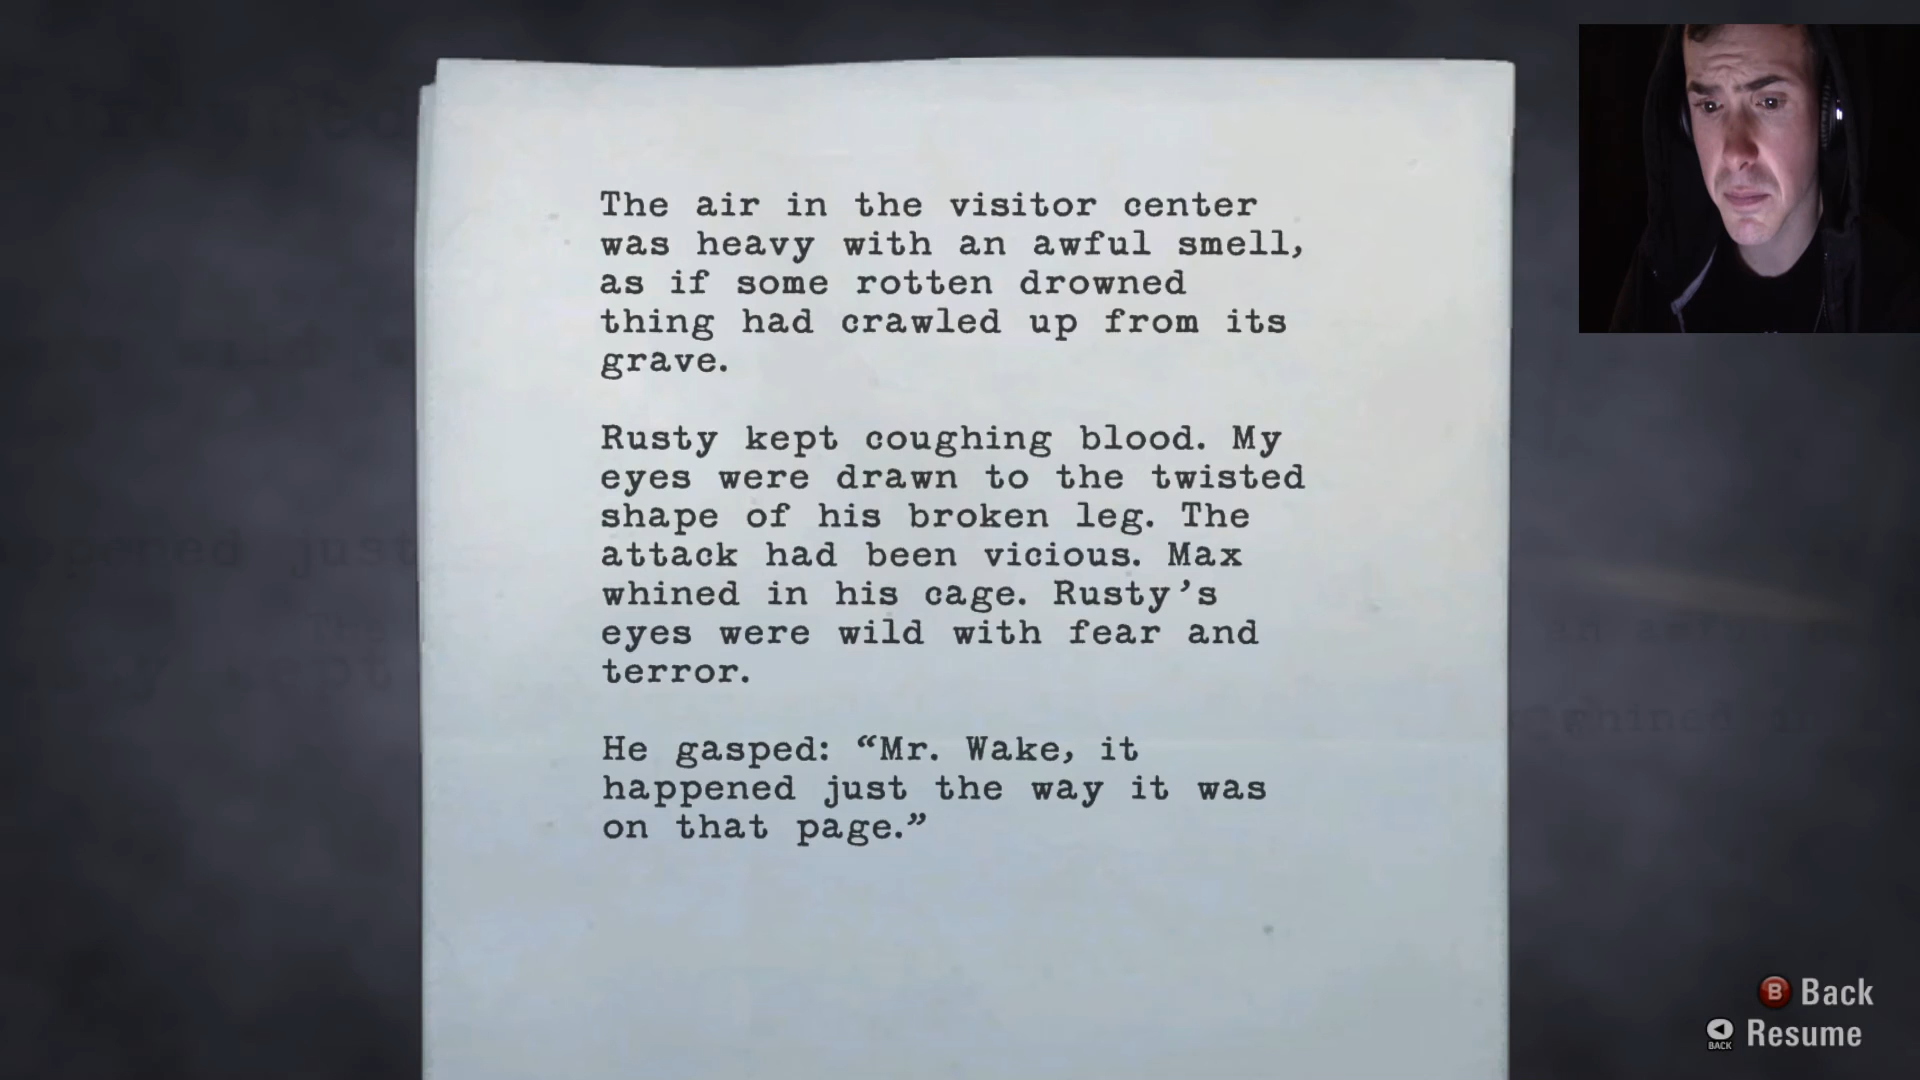 The air in the visitor center
was heavy with an awful smell,
as if some rotten drowned
thing had crawled up from its
grave.
Rusty kept coughing blood. My
eyes were drawn to the twisted
shape of his broken leg. The
attack had been vicious. Max
whined in his cage. Rusty's
eyes were wild with fear and
terror.
He gasped: “Mr. Wake, it
happened just the way it was
on that page.”
B Back
BACK Resume